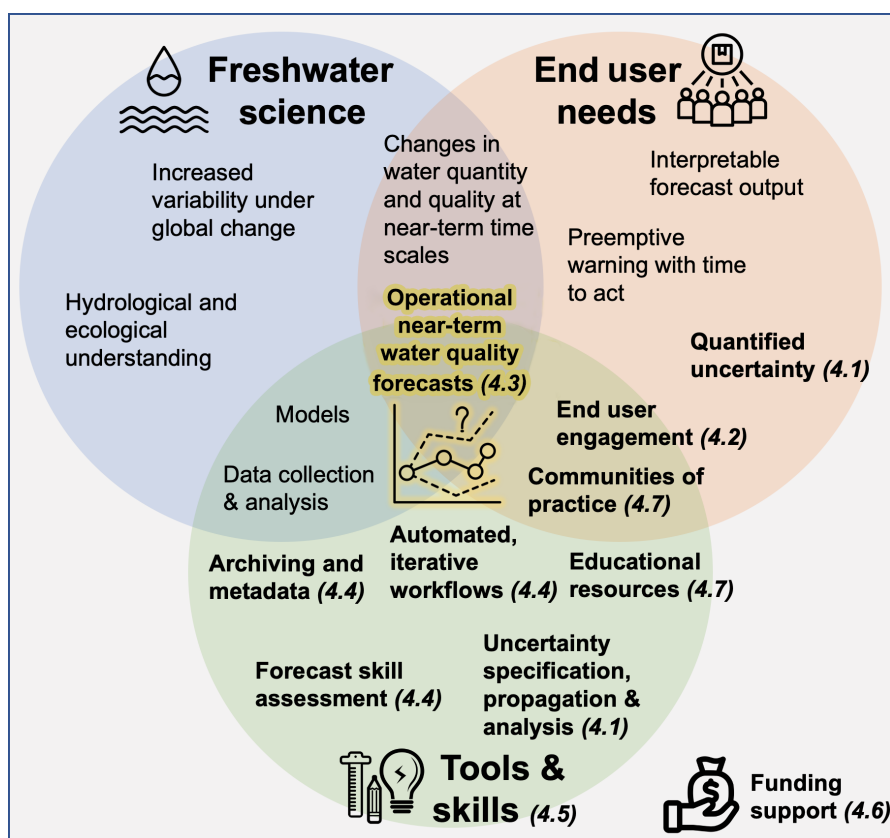 Freshwater
science
End user
needs
Increased
variability under
global change
Changes in
water quantity
and quality at
near-term time
scales
Interpretable
forecast output
Preemptive
warning with time
to act
Hydrological and
ecological
understanding
Operational
near-term
water quality
forecasts (4.3)
Quantified
uncertainty (4.1)
Models
?
End user
engagement (4.2)
Data collection
& analysis
Communities of
practice (4.7)
Archiving and
metadata (4.4)
Automated,
iterative
workflows (4.4)
Educational
resources (4.7)
Forecast skill
assessment (4.4)
Uncertainty
specification,
propagation &
analysis (4.1)
Tools &
skills (4.5)
$
Funding
support (4.6)